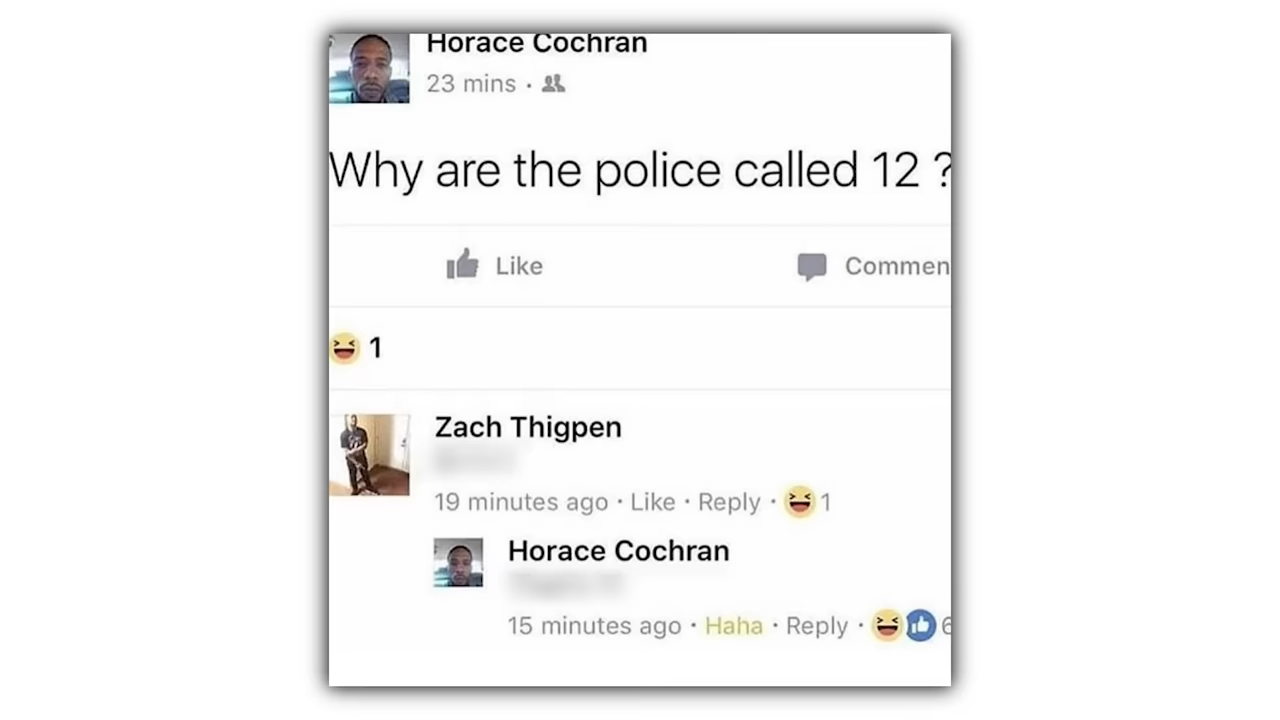 Horace Cochran
23 mins ·
Why are the police called 12 ?
Like
Commen
1
Zach Thigpen
19 minutes ago · Like · Reply · 1
Horace Cochran
15 minutes ago · Haha · Reply · 6